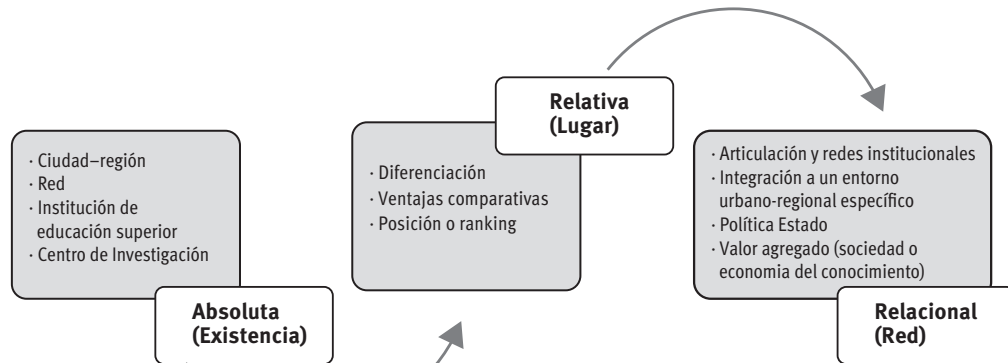 · Ciudad–región
· Red
· Institución de
educación superior
· Centro de Investigación
Absoluta
(Existencia)
Relativa
(Lugar)
· Diferenciación
· Ventajas comparativas
· Posición o ranking
· Articulación y redes institucionales
· Integración a un entorno
urbano-regional específico
· Política Estado
· Valor agregado (sociedad o
economia del conocimiento)
Relacional
(Red)